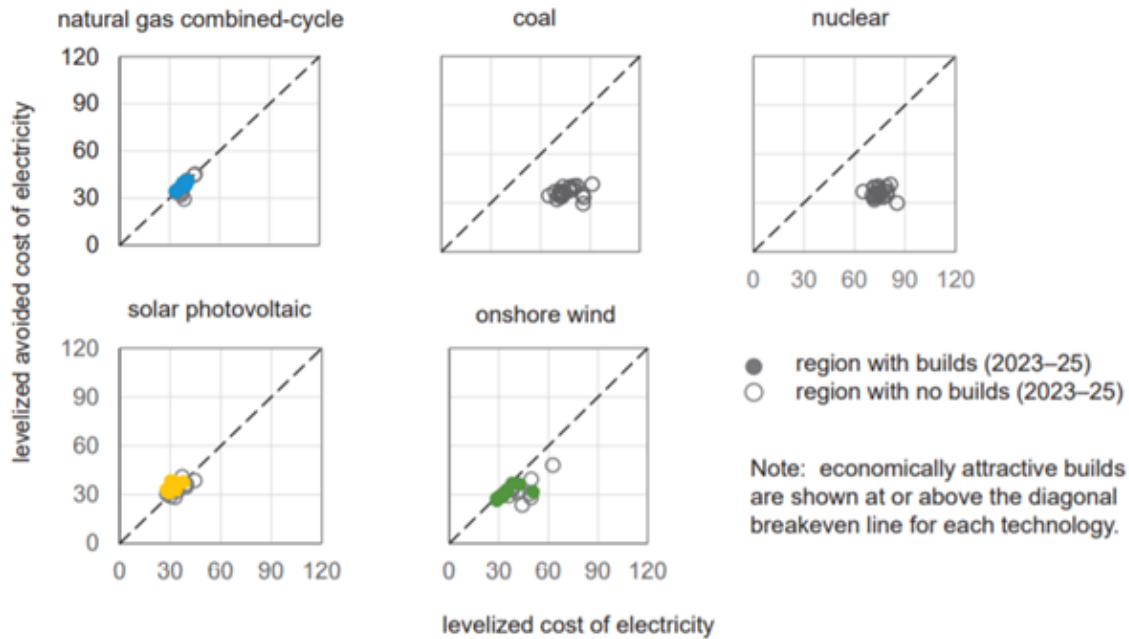 natural gas combined-cycle
coal
nuclear
levelized avoided cost of electricity
120
90
60
30
0
0 30 60 90 120
solar photovoltaic
onshore wind
120
90
60
30
0
0 30 60 90 120
0 30 60 90 120
region with builds (2023–25)
region with no builds (2023–25)
Note: economically attractive builds
are shown at or above the diagonal
breakeven line for each technology.
levelized cost of electricity